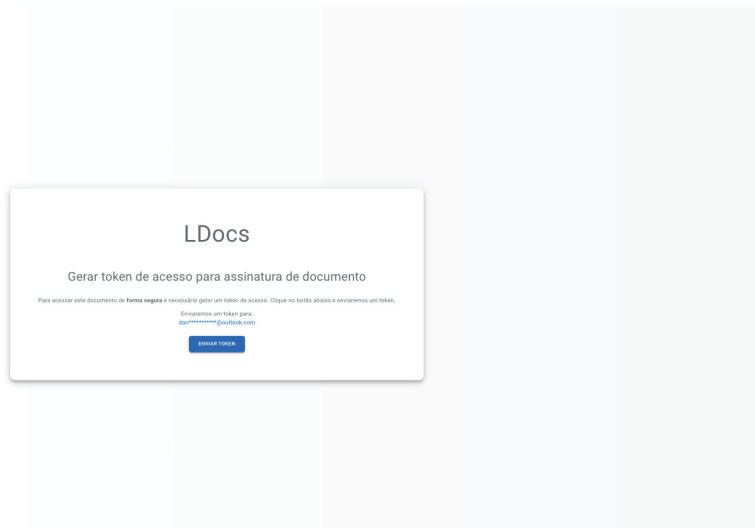 LDocs
Gerar token de acesso para assinatura de documento
Para acessar este documento de forma segura é necessário gerar um token de acesso. Clique no botão abaixo e enviaremos um token.
Enviaremos um token para:
dan***********@outlook.com
ENVIAR TOKEN